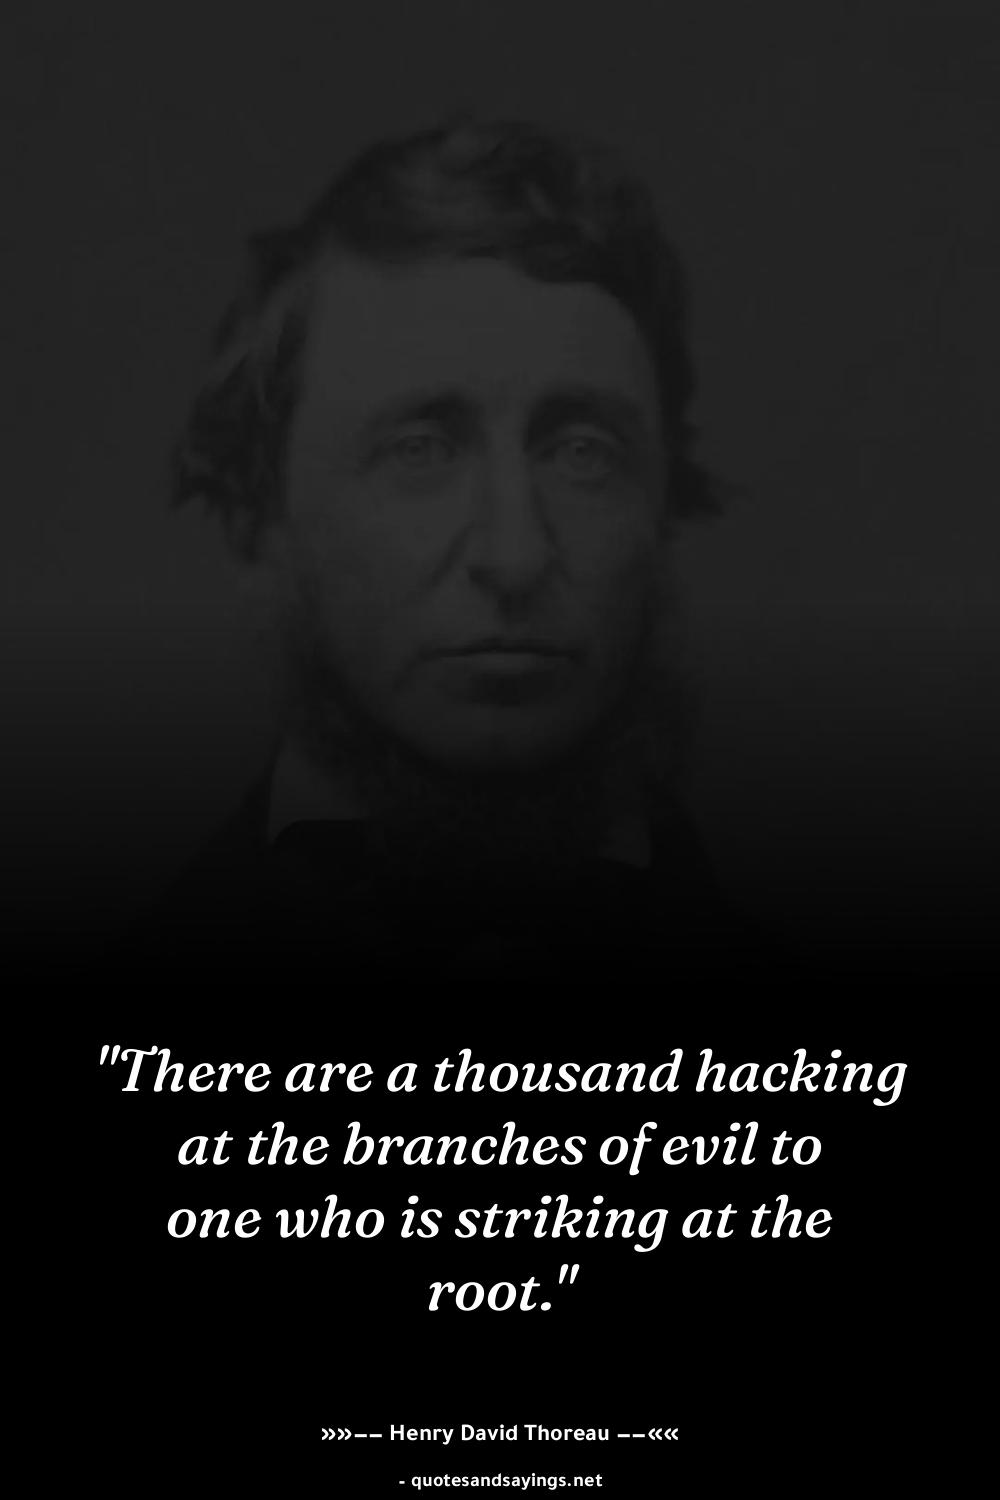 "There are a thousand hacking
at the branches of evil to
one who is striking at the
root."
»»−− Henry David Thoreau −−««
- quotesandsayings.net